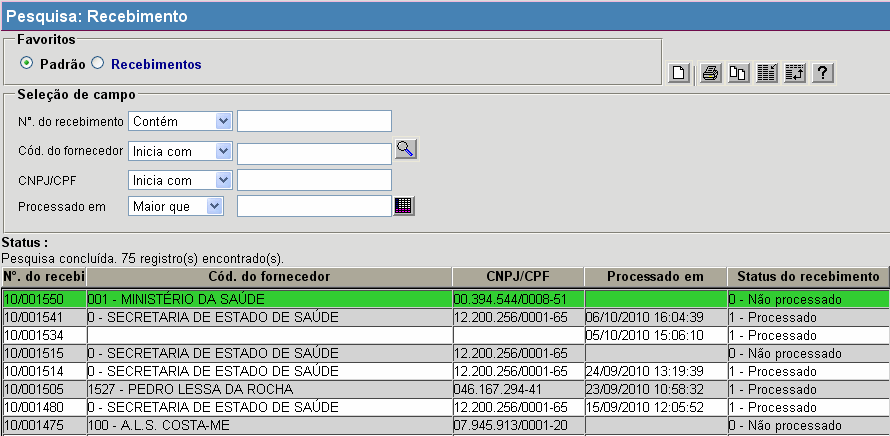 Pesquisa: Recebimento
Favoritos
Padrão Recebimentos
?
Seleção de campo
N°. do recebimento Contém
Cód. do fornecedor Inicia com
CNPJ/CPF Inicia com
Processado em Maior que
Status :
Pesquisa concluída. 75 registro(s) encontrado(s).
N°. do recebi Cód. do fornecedor CNPJ/CPF Processado em Status do recebimento
10/001550 001 - MINISTÉRIO DA SAÚDE 00.394.544/0008-51 0 - Não processado
10/001541 0 - SECRETARIA DE ESTADO DE SAÚDE 12.200.256/0001-65 06/10/2010 16:04:39 1 - Processado
10/001534 05/10/2010 15:06:10 1 - Processado
10/001515 0 - SECRETARIA DE ESTADO DE SAÚDE 12.200.256/0001-65 0 - Não processado
10/001514 0 - SECRETARIA DE ESTADO DE SAÚDE 12.200.256/0001-65 24/09/2010 13:19:39 1 - Processado
10/001505 1527 - PEDRO LESSA DA ROCHA 046.167.294-41 23/09/2010 10:58:32 1 - Processado
10/001480 0 - SECRETARIA DE ESTADO DE SAÚDE 12.200.256/0001-65 15/09/2010 12:05:52 1 - Processado
10/001475 100 - A.L.S. COSTA-ME 07.945.913/0001-20 0 - Não processado